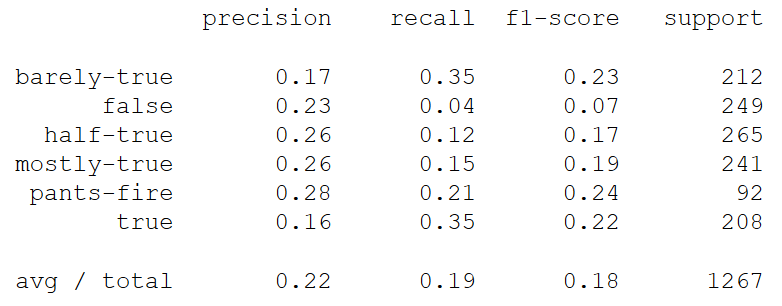 precision recall f1-score support
barely-true 0.17 0.35 0.23 212
false 0.23 0.04 0.07 249
half-true 0.26 0.12 0.17 265
mostly-true 0.26 0.15 0.19 241
pants-fire 0.28 0.21 0.24 92
true 0.16 0.35 0.22 208
avg / total 0.22 0.19 0.18 1267